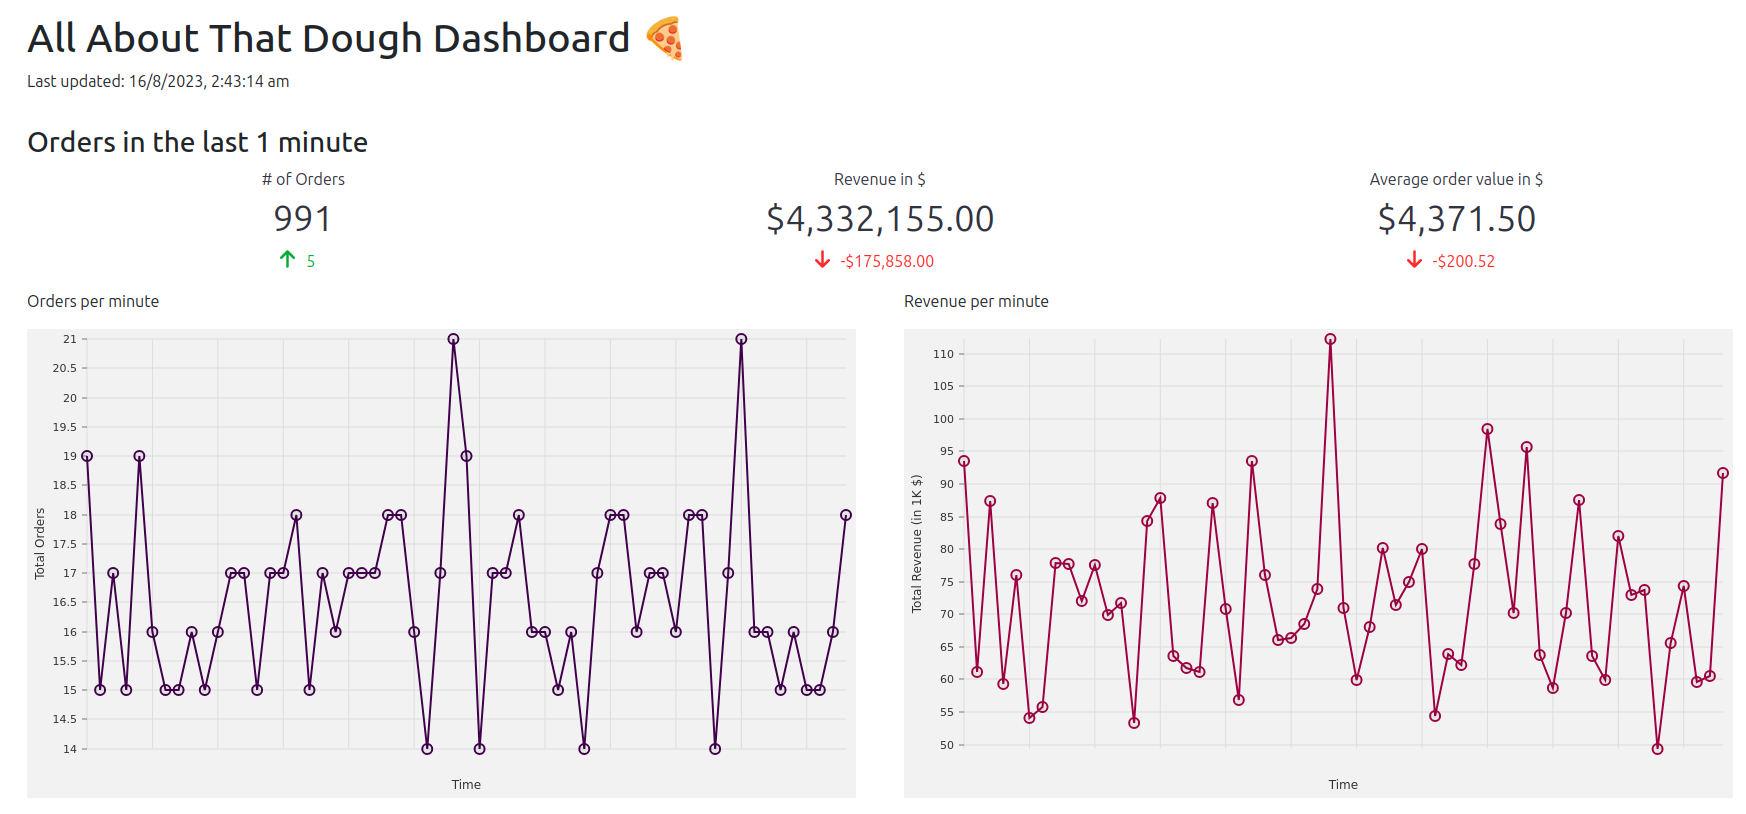 All About That Dough Dashboard 🍕
Last updated: 16/8/2023, 2:43:14 am
Orders in the last 1 minute
# of Orders
991
5
Revenue in $
$4,332,155.00
-$175,858.00
Average order value in $
$4,371.50
-$200.52
Orders per minute
21
20.5
20
19.5
19
18.5
18
17.5
17
16.5
16
15.5
15
14.5
14
Total Orders
Time
Revenue per minute
110
105
100
95
90
85
80
75
70
65
60
55
50
Total Revenue (in 1K $)
Time